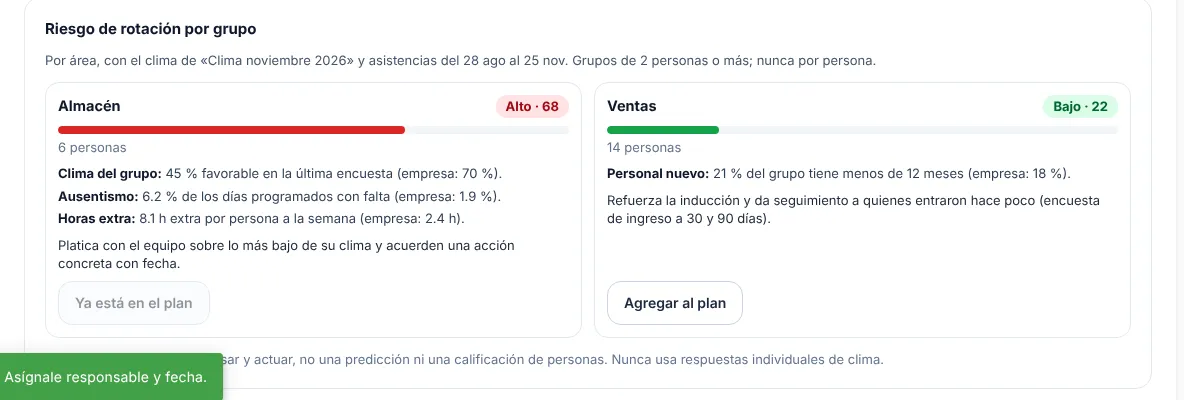 Riesgo de rotación por grupo
Por área, con el clima de «Clima noviembre 2026» y asistencias del 28 ago al 25 nov. Grupos de 2 personas o más; nunca por persona.
Almacén
Alto · 68
6 personas
Clima del grupo: 45 % favorable en la última encuesta (empresa: 70 %).
Ausentismo: 6.2 % de los días programados con falta (empresa: 1.9 %).
Horas extra: 8.1 h extra por persona a la semana (empresa: 2.4 h).
Platica con el equipo sobre lo más bajo de su clima y acuerden una acción
concreta con fecha.
Ya está en el plan
Ventas
Bajo · 22
14 personas
Personal nuevo: 21 % del grupo tiene menos de 12 meses (empresa: 18 %).
Refuerza la inducción y da seguimiento a quienes entraron hace poco (encuesta
de ingreso a 30 y 90 días).
Agregar al plan
y actuar, no una predicción ni una calificación de personas. Nunca usa respuestas individuales de clima.
Asígnale responsable y fecha.